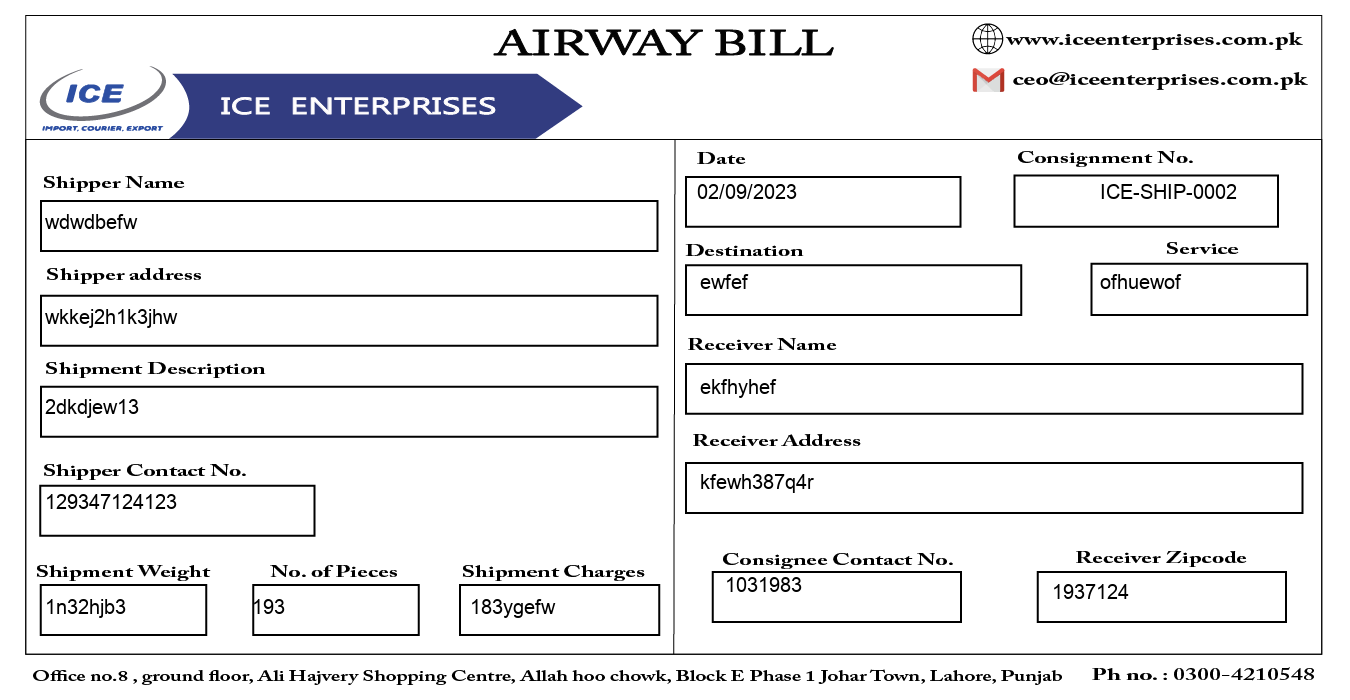 AIRWAY BILL
www.iceenterprises.com.pk
ceo@iceenterprises.com.pk
ICE
IMPORT, COURIER, EXPORT
ICE ENTERPRISES
Shipper Name
wdwdbefw
Shipper address
wkkej2h1k3jhw
Shipment Description
2dkdjew13
Shipper Contact No.
129347124123
Shipment Weight No. of Pieces Shipment Charges
1n32hjb3 193 183ygefw
Date Consignment No.
02/09/2023 ICE-SHIP-0002
Destination Service
ewfef ofhuewof
Receiver Name
ekfhyhef
Receiver Address
kfewh387q4r
Consignee Contact No. Receiver Zipcode
1031983 1937124
Office no.8 , ground floor, Ali Hajvery Shopping Centre, Allah hoo chowk, Block E Phase 1 Johar Town, Lahore, Punjab Ph no. : 0300-4210548